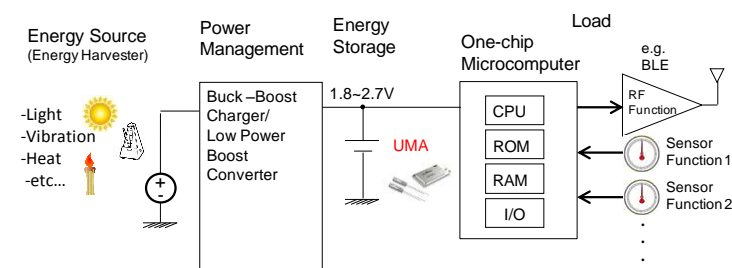 Energy Source
(Energy Harvester)
-Light
-Vibration
-Heat
-etc...
+
-
Power
Management
Buck –Boost
Charger/
Low Power
Boost
Converter
Energy
Storage
1.8~2.7V
UMA
Load
One-chip
Microcomputer
CPU
ROM
RAM
I/O
e.g.
BLE
RF
Function
Sensor
Function 1
Sensor
Function 2